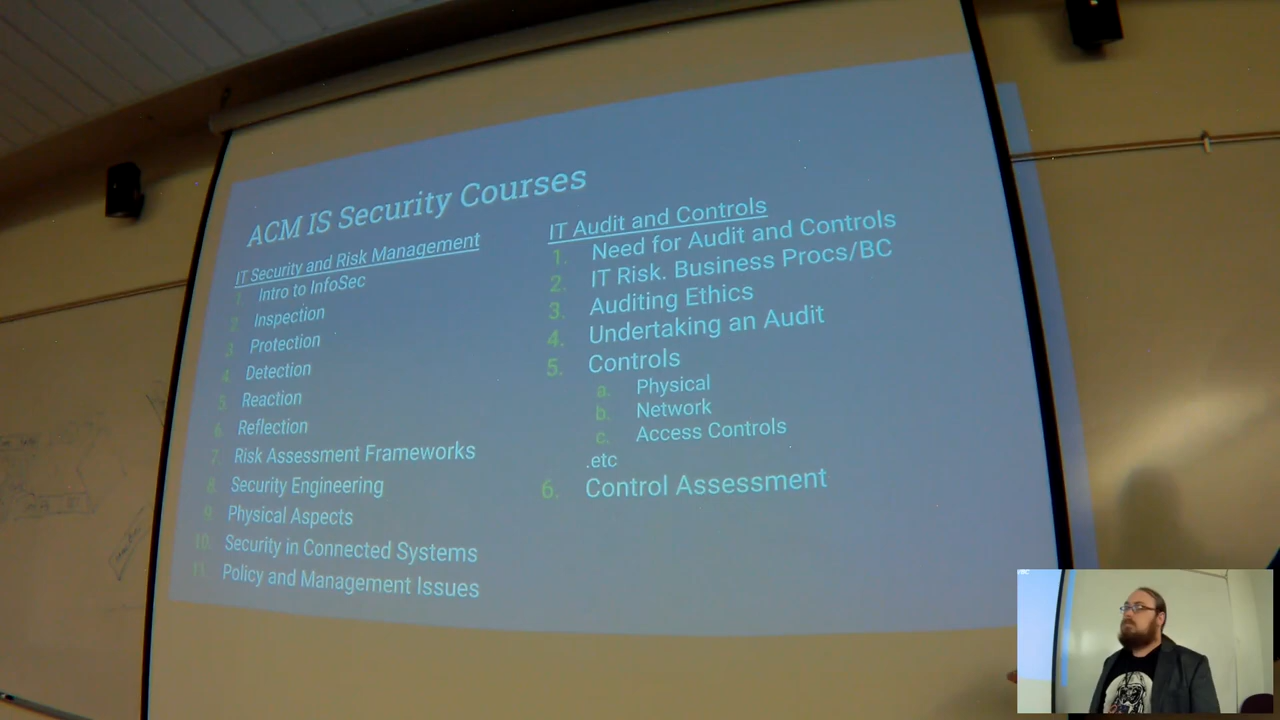 ACM IS Security Courses
IT Security and Risk Management
1. Intro to InfoSec
2. Inspection
3. Protection
4. Detection
5. Reaction
6. Reflection
7. Risk Assessment Frameworks
8. Security Engineering
9. Physical Aspects
10. Security in Connected Systems
11. Policy and Management Issues
IT Audit and Controls
1. Need for Audit and Controls
2. IT Risk. Business Procs/BC
3. Auditing Ethics
4. Undertaking an Audit
5. Controls
a. Physical
b. Network
c. Access Controls
.etc
6. Control Assessment